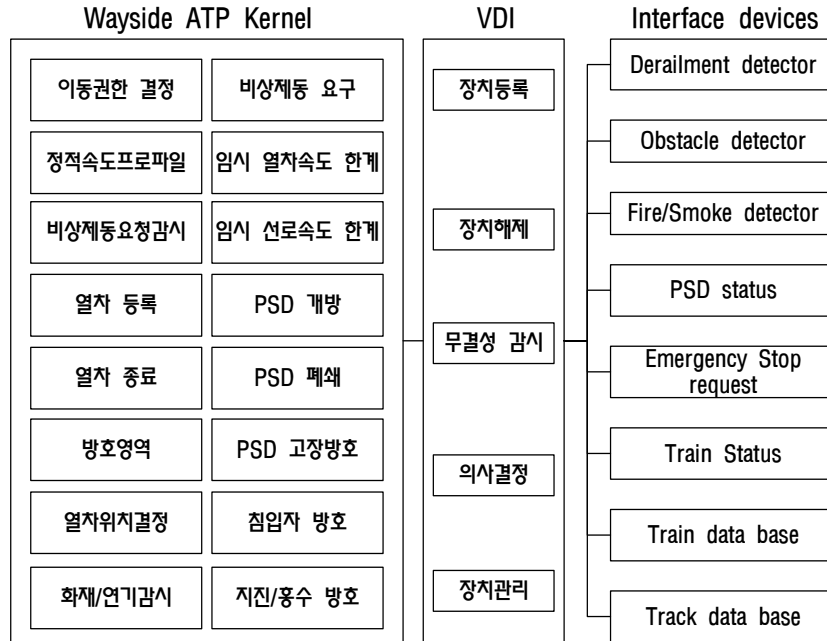 Wayside ATP Kernel
VDI
Interface devices
이동권한 결정
비상제동 요구
정적속도프로파일
임시 열차속도 한계
비상제동요청감시
임시 선로속도 한계
열차 등록
PSD 개방
열차 종료
PSD 폐쇄
방호영역
PSD 고장방호
열차위치결정
침입자 방호
화재/연기감시
지진/홍수 방호
장치등록
장치해제
무결성 감시
의사결정
장치관리
Derailment detector
Obstacle detector
Fire/Smoke detector
PSD status
Emergency Stop
request
Train Status
Train data base
Track data base